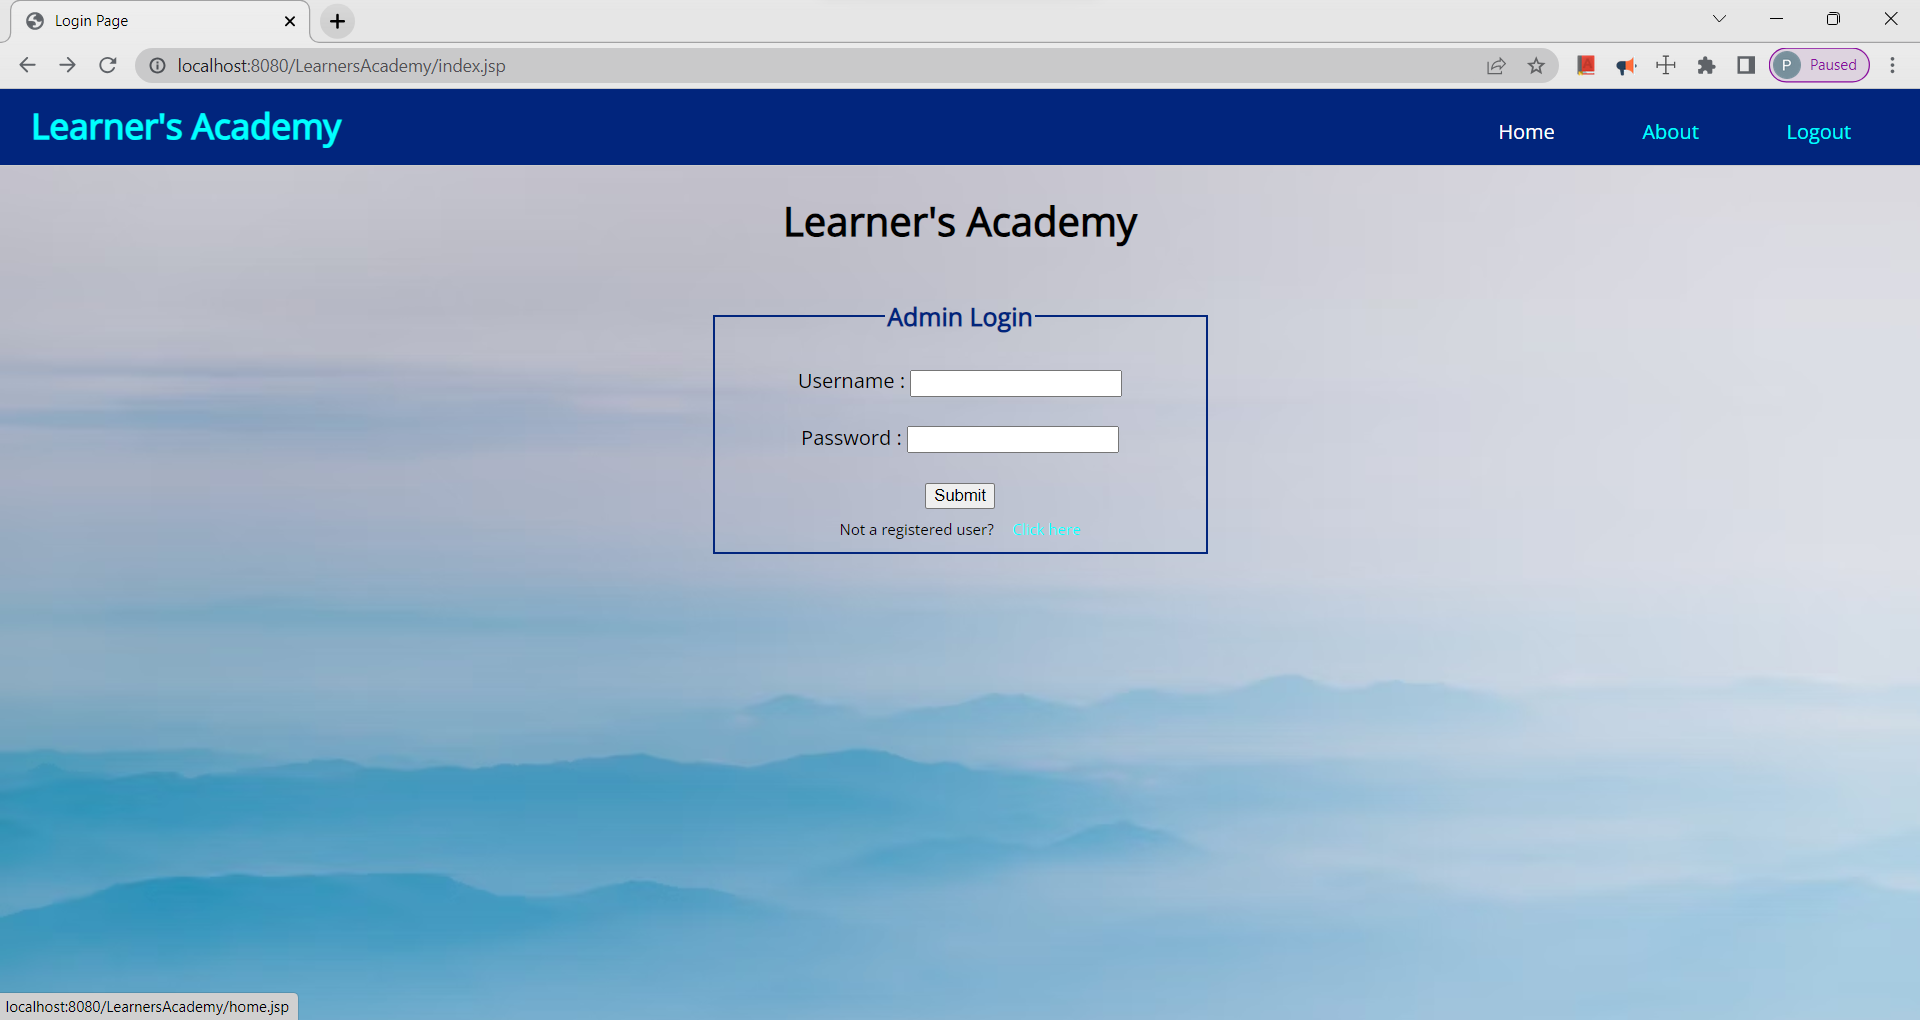 Login Page
localhost:8080/LearnersAcademy/index.jsp
P Paused
Learner's Academy
Home About Logout
Learner's Academy
Admin Login
Username :
Password :
Submit
Not a registered user? Click here
localhost:8080/LearnersAcademy/home.jsp